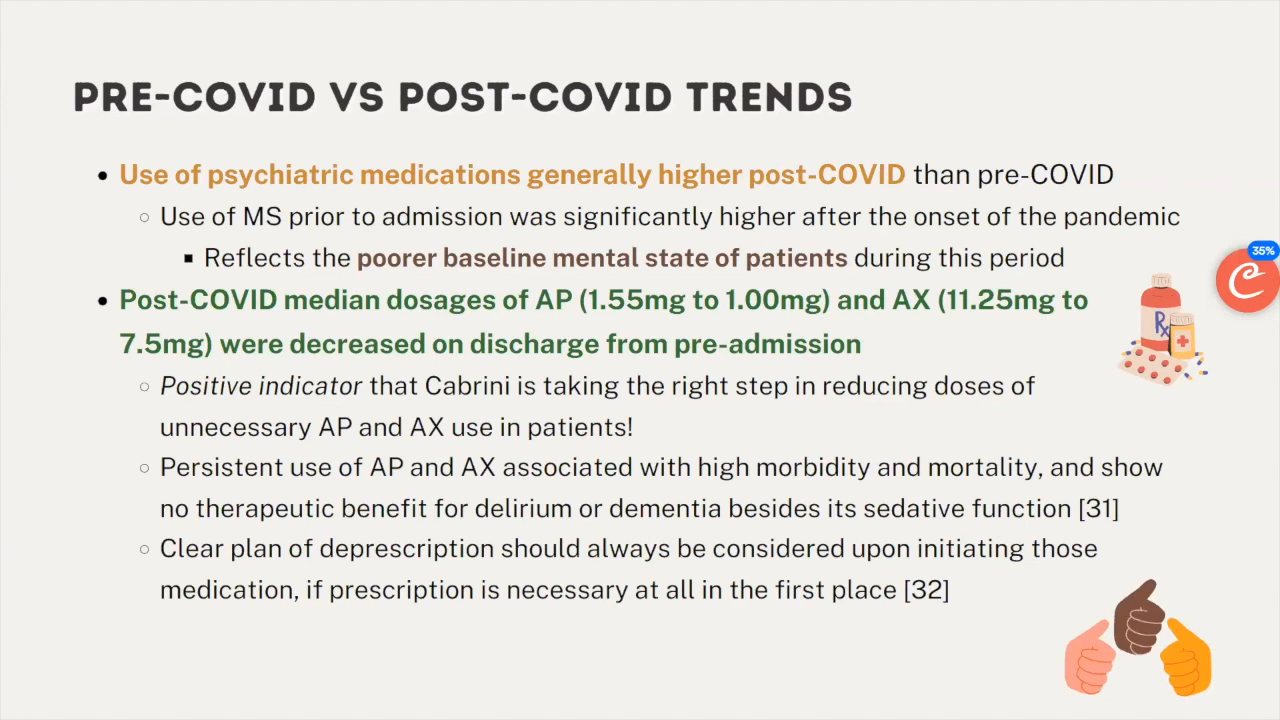 PRE-COVID VS POST-COVID TRENDS
• Use of psychiatric medications generally higher post-COVID than pre-COVID
○ Use of MS prior to admission was significantly higher after the onset of the pandemic
▪ Reflects the poorer baseline mental state of patients during this period
35%
• Post-COVID median dosages of AP (1.55mg to 1.00mg) and AX (11.25mg to
7.5mg) were decreased on discharge from pre-admission
Rx
○ Positive indicator that Cabrini is taking the right step in reducing doses of
unnecessary AP and AX use in patients!
○ Persistent use of AP and AX associated with high morbidity and mortality, and show
no therapeutic benefit for delirium or dementia besides its sedative function [31]
○ Clear plan of deprescription should always be considered upon initiating those
medication, if prescription is necessary at all in the first place [32]